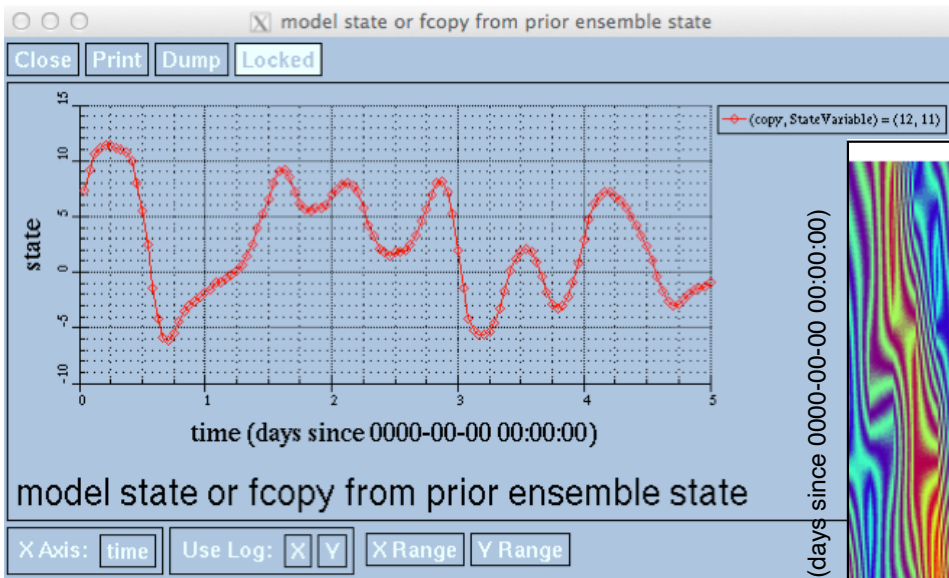 model state or fcopy from prior ensemble state
Close Print Dump Locked
15
10
5
0
-5
-10
state
0 1 2 3 4 5
time (days since 0000-00-00 00:00:00)
(copy, StateVariable) = (12, 11)
model state or fcopy from prior ensemble state
X Axis: time Use Log: X Y X Range Y Range
(days since 0000-00-00 00:00:00)